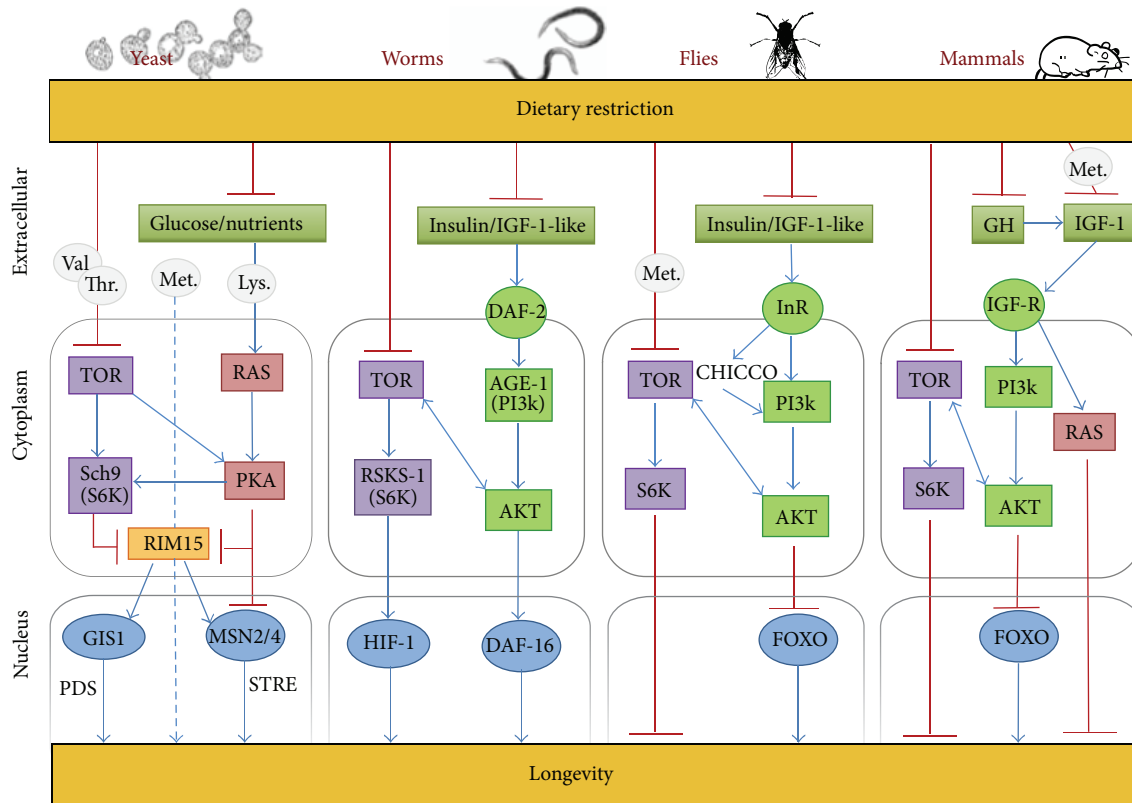 Yeast
Worms
Flies
Mammals
Dietary restriction
Extracellular
Cytoplasm
Nucleus
Glucose/nutrients
Val
Thr.
Met.
Lys.
TOR
RAS
Sch9
(S6K)
PKA
RIM15
GIS1
MSN2/4
PDS
STRE
Insulin/IGF-1-like
DAF-2
TOR
AGE-1
(PI3k)
RSKS-1
(S6K)
AKT
HIF-1
DAF-16
Insulin/IGF-1-like
Met.
InR
TOR
CHICCO
PI3k
S6K
AKT
FOXO
Met.
GH
IGF-1
IGF-R
TOR
PI3k
RAS
S6K
AKT
FOXO
Longevity